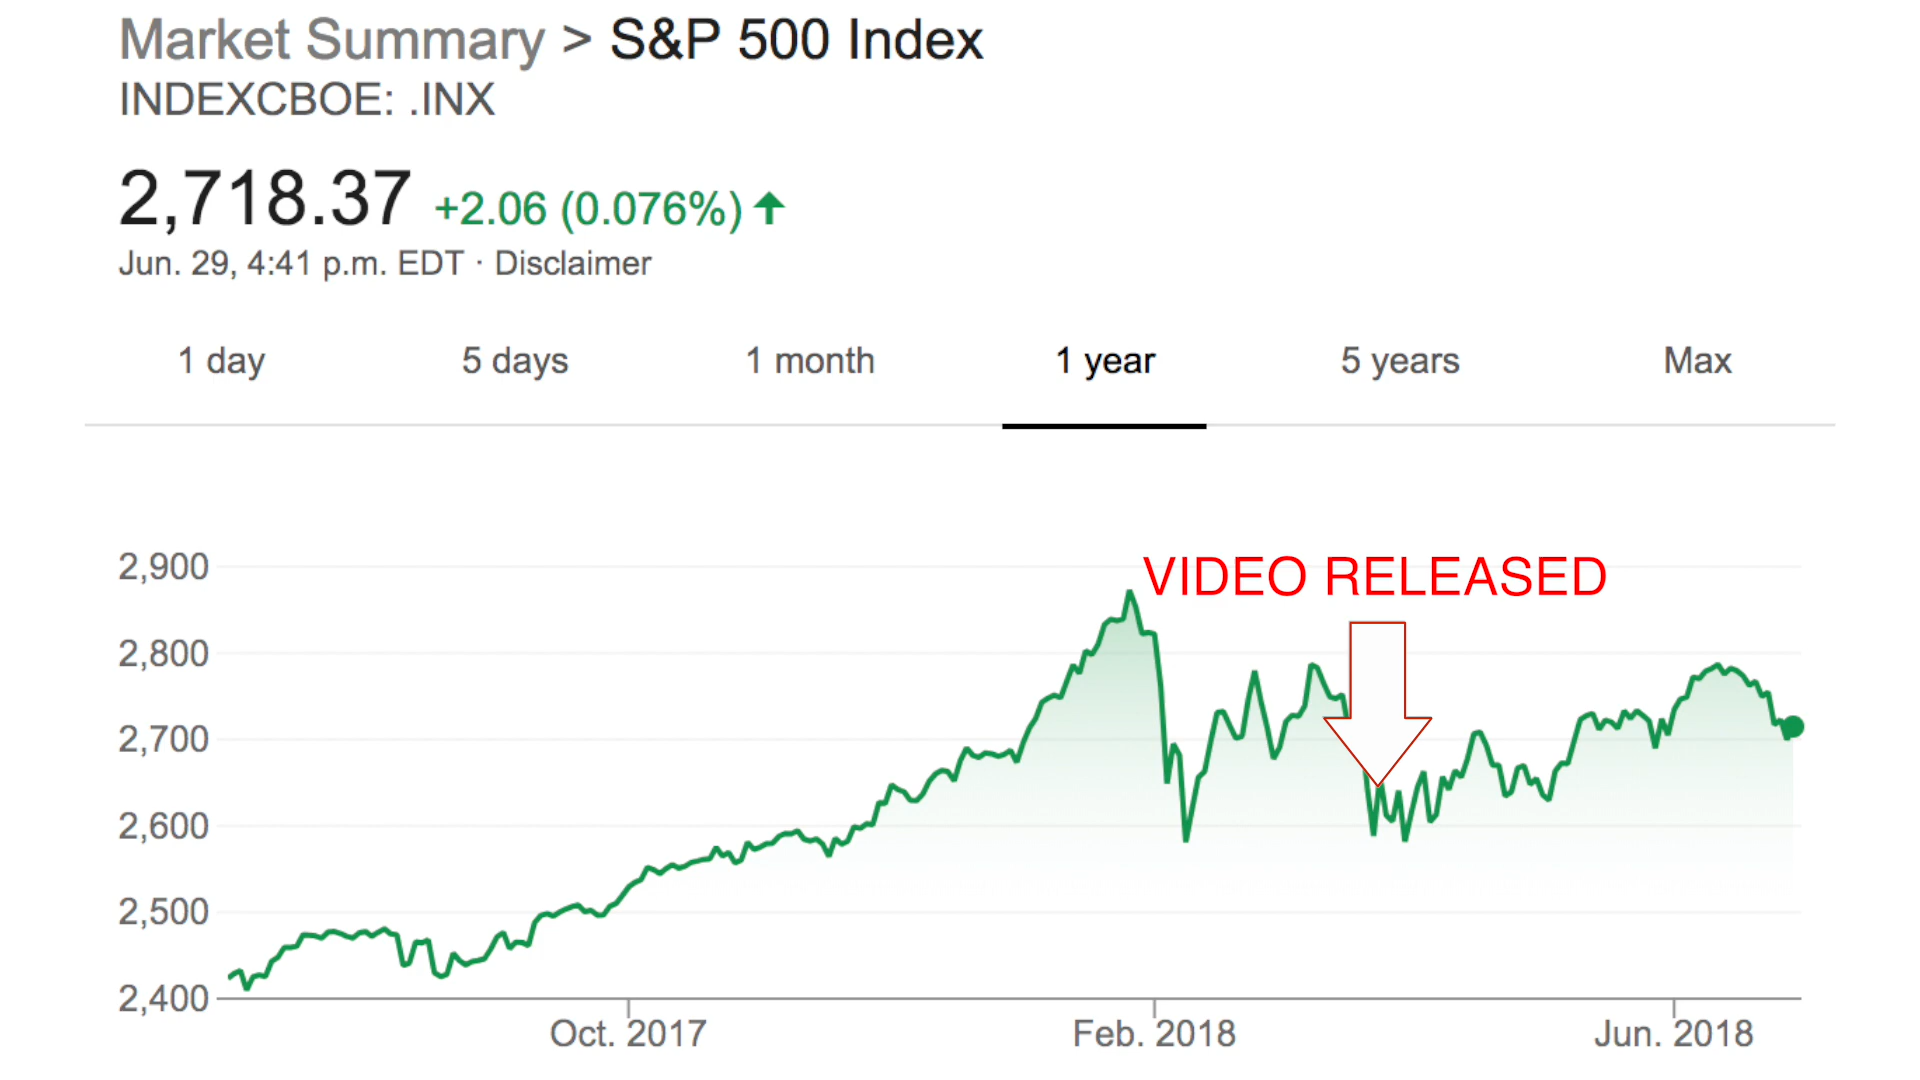 Market Summary > S&P 500 Index
INDEXCBOE: .INX
2,718.37 +2.06 (0.076%)
Jun. 29, 4:41 p.m. EDT · Disclaimer
1 day 5 days 1 month 1 year 5 years Max
2,900
VIDEO RELEASED
2,800
2,700
2,600
2,500
2,400
Oct. 2017 Feb. 2018 Jun. 2018